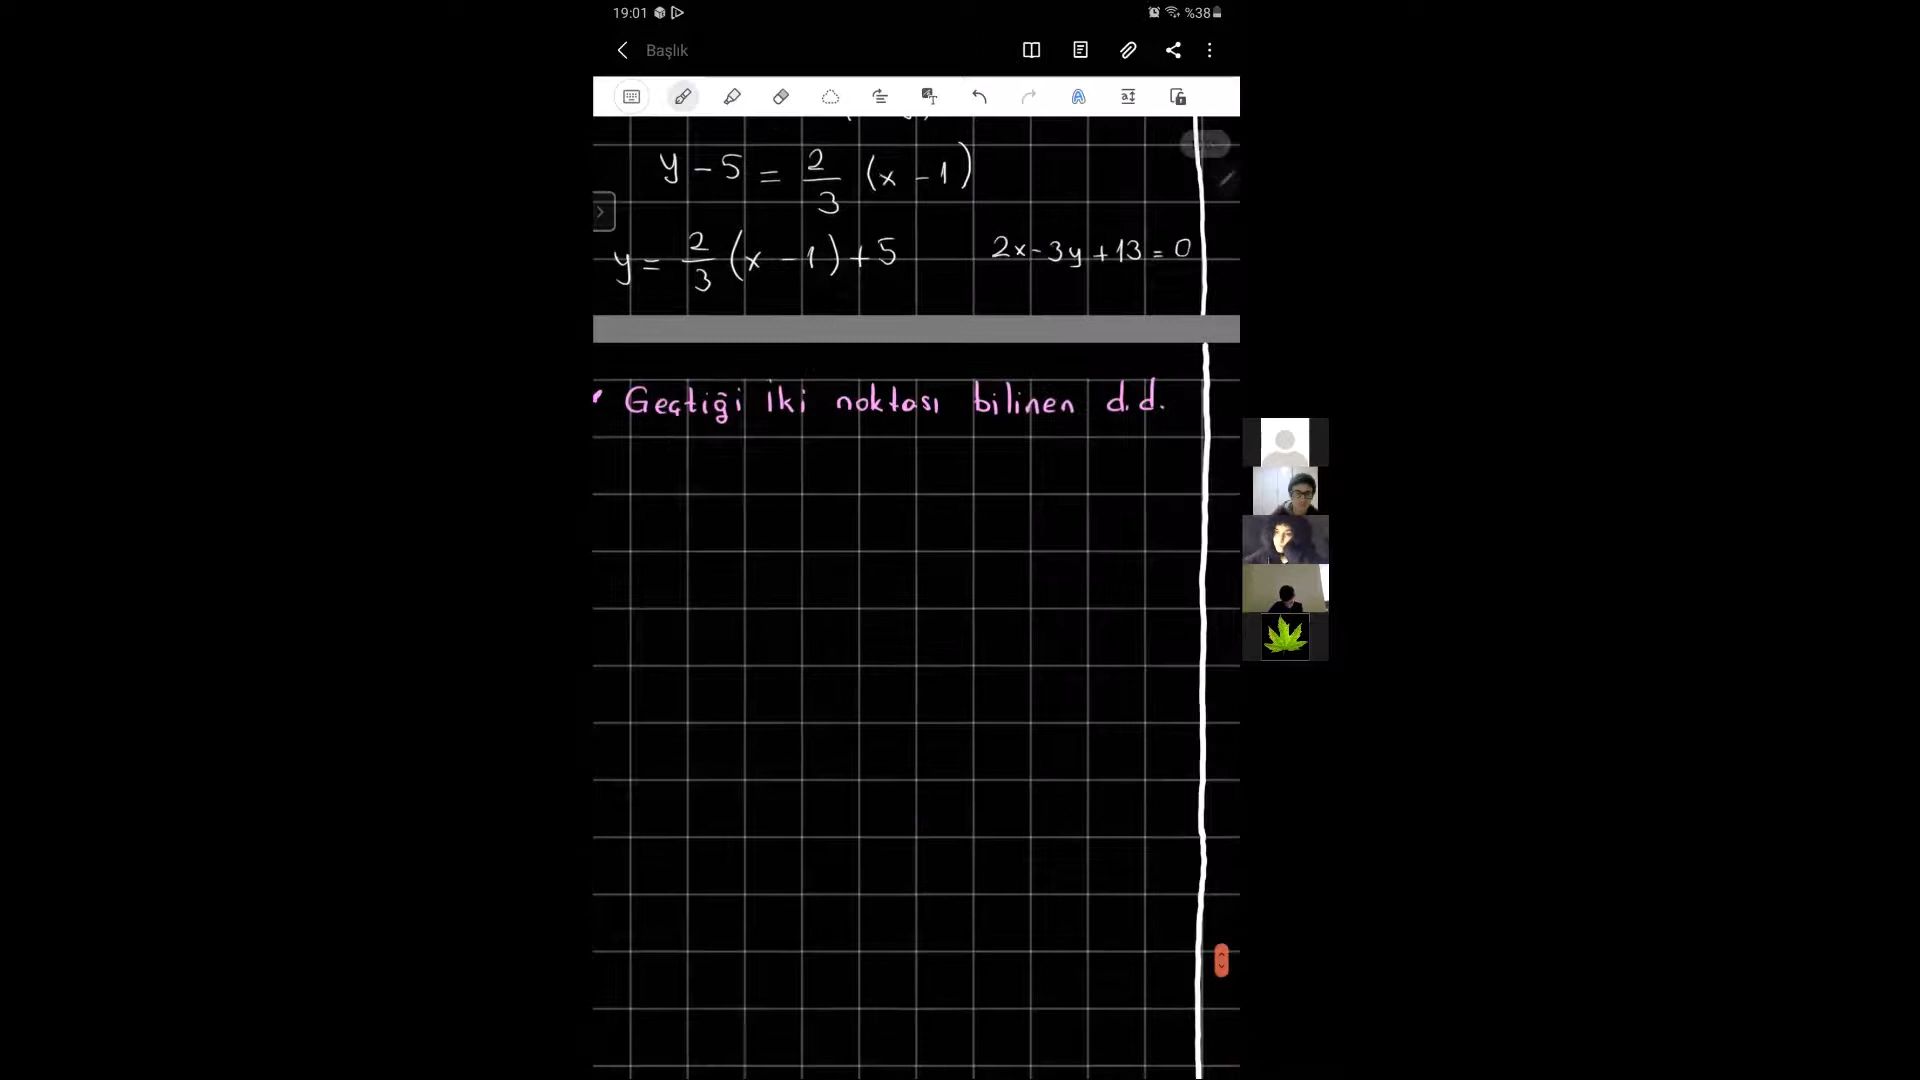 19:01 %38
Başlık
y - 5 = 2/3 (x - 1)
y = 2/3 (x - 1) + 5 2x - 3y + 13 = 0
Geçtiği iki noktası bilinen d.d.